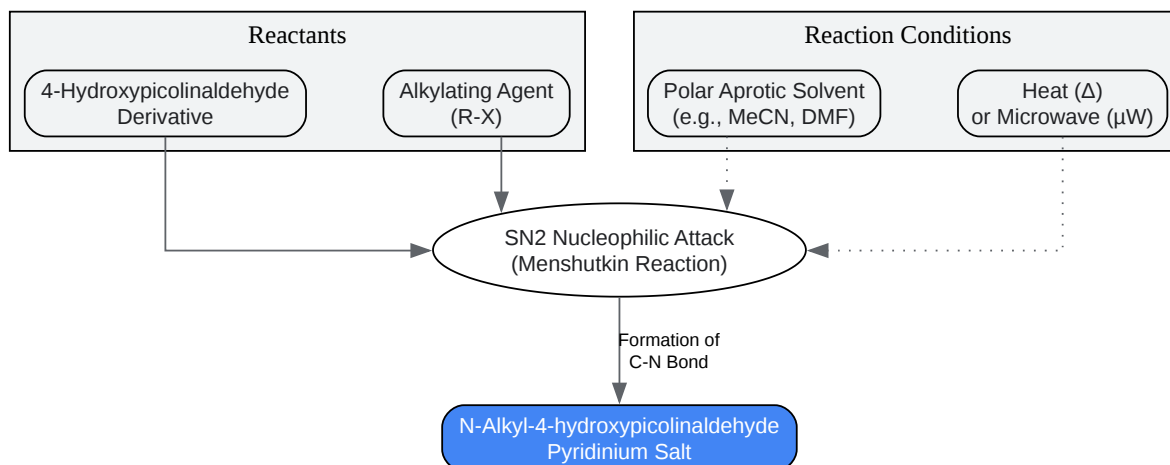 Reactants
4-Hydroxypicolinaldehyde
Derivative
Alkylating Agent
(R-X)
Reaction Conditions
Polar Aprotic Solvent
(e.g., MeCN, DMF)
Heat (Δ)
or Microwave (µW)
SN2 Nucleophilic Attack
(Menshutkin Reaction)
Formation of
C-N Bond
N-Alkyl-4-hydroxypicolinaldehyde
Pyridinium Salt